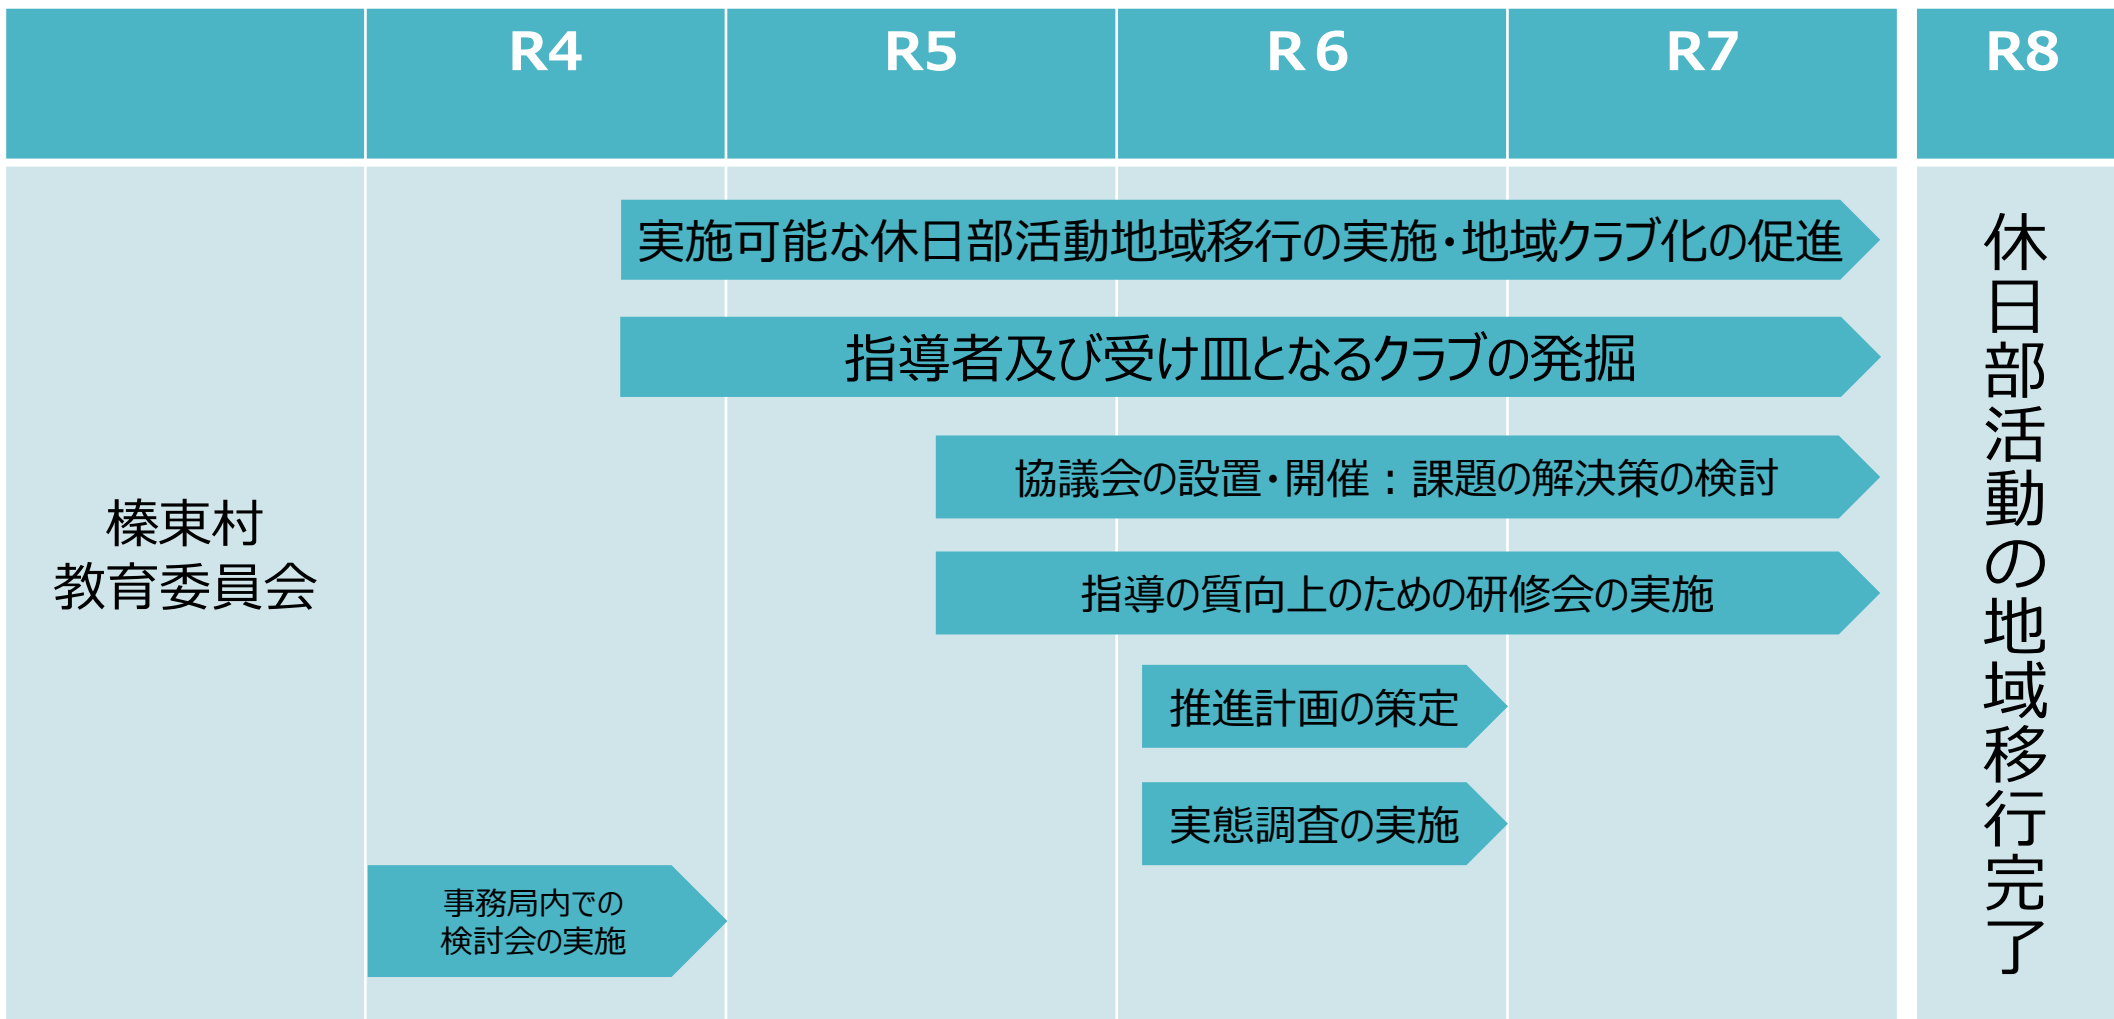 R4
R5
R６
R7
R8
榛東村
教育委員会
実施可能な休日部活動地域移行の実施・地域クラブ化の促進
指導者及び受け皿となるクラブの発掘
協議会の設置・開催：課題の解決策の検討
指導の質向上のための研修会の実施
推進計画の策定
実態調査の実施
事務局内での
検討会の実施
休日部活動の地域移行完了